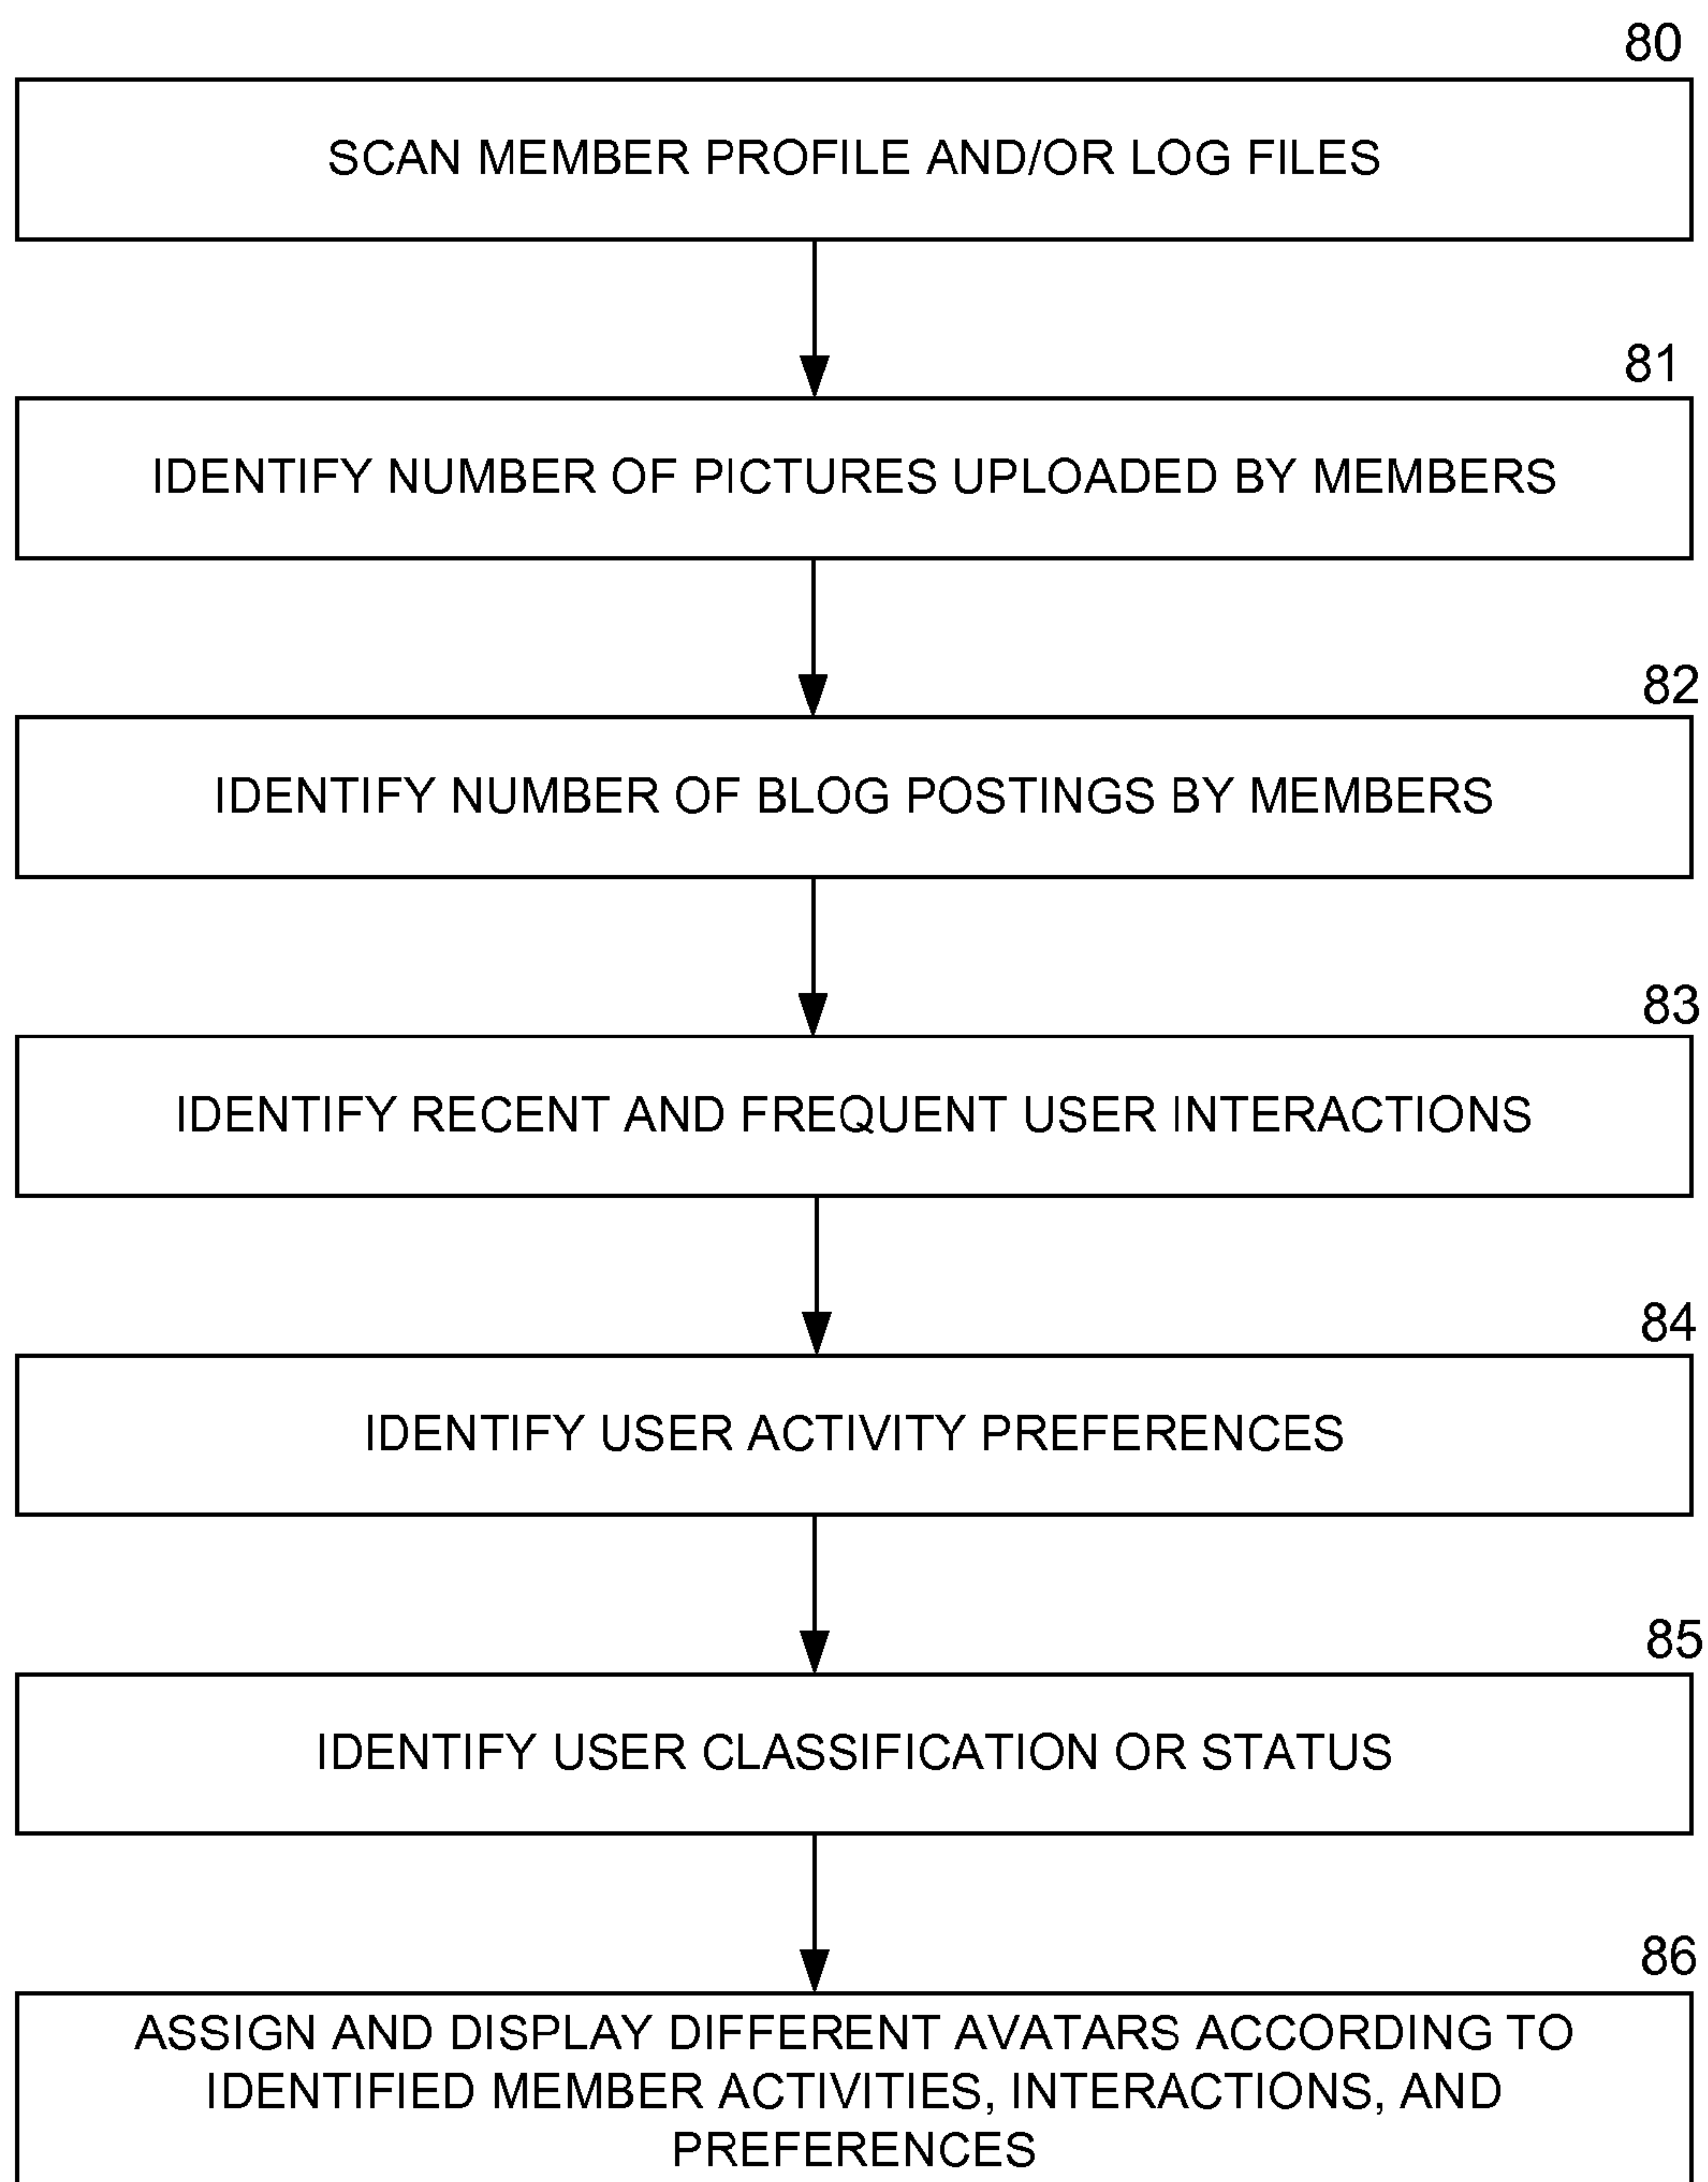 80
SCAN MEMBER PROFILE AND/OR LOG FILES
81
IDENTIFY NUMBER OF PICTURES UPLOADED BY MEMBERS
82
IDENTIFY NUMBER OF BLOG POSTINGS BY MEMBERS
83
IDENTIFY RECENT AND FREQUENT USER INTERACTIONS
84
IDENTIFY USER ACTIVITY PREFERENCES
85
IDENTIFY USER CLASSIFICATION OR STATUS
86
ASSIGN AND DISPLAY DIFFERENT AVATARS ACCORDING TO
IDENTIFIED MEMBER ACTIVITIES, INTERACTIONS, AND
PREFERENCES